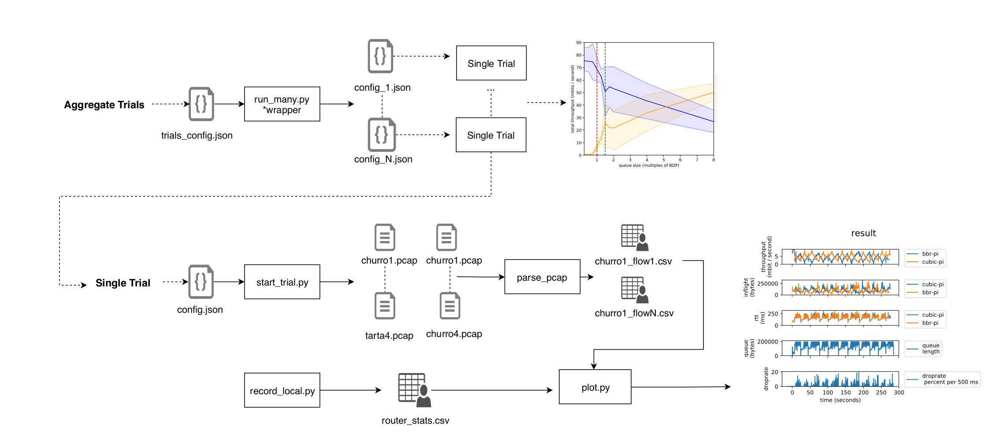 config_1.json
Single Trial
...
Aggregate Trials
trials_config.json
run_many.py
*wrapper
config_N.json
Single Trial
total throughput (mbits / second)
90
80
70
60
50
40
30
20
10
0
1
2
3
4
5
6
7
8
queue size (multiples of BDP)
Single Trial
config.json
start_trial.py
churro1.pcap
churro1.pcap
tarta4.pcap
churro4.pcap
parse_pcap
churro1_flow1.csv
churro1_flowN.csv
record_local.py
router_stats.csv
plot.py
result
throughput
(mbit / second)
5
0
bbr-pi
cubic-pi
inflight
(bytes)
250000
0
cubic-pi
bbr-pi
rtt
(ms)
250
0
cubic-pi
bbr-pi
queue
(bytes)
200000
0
queue
length
droprate
20
0
droprate
percent per 500 ms
0
50
100
150
200
250
300
time (seconds)